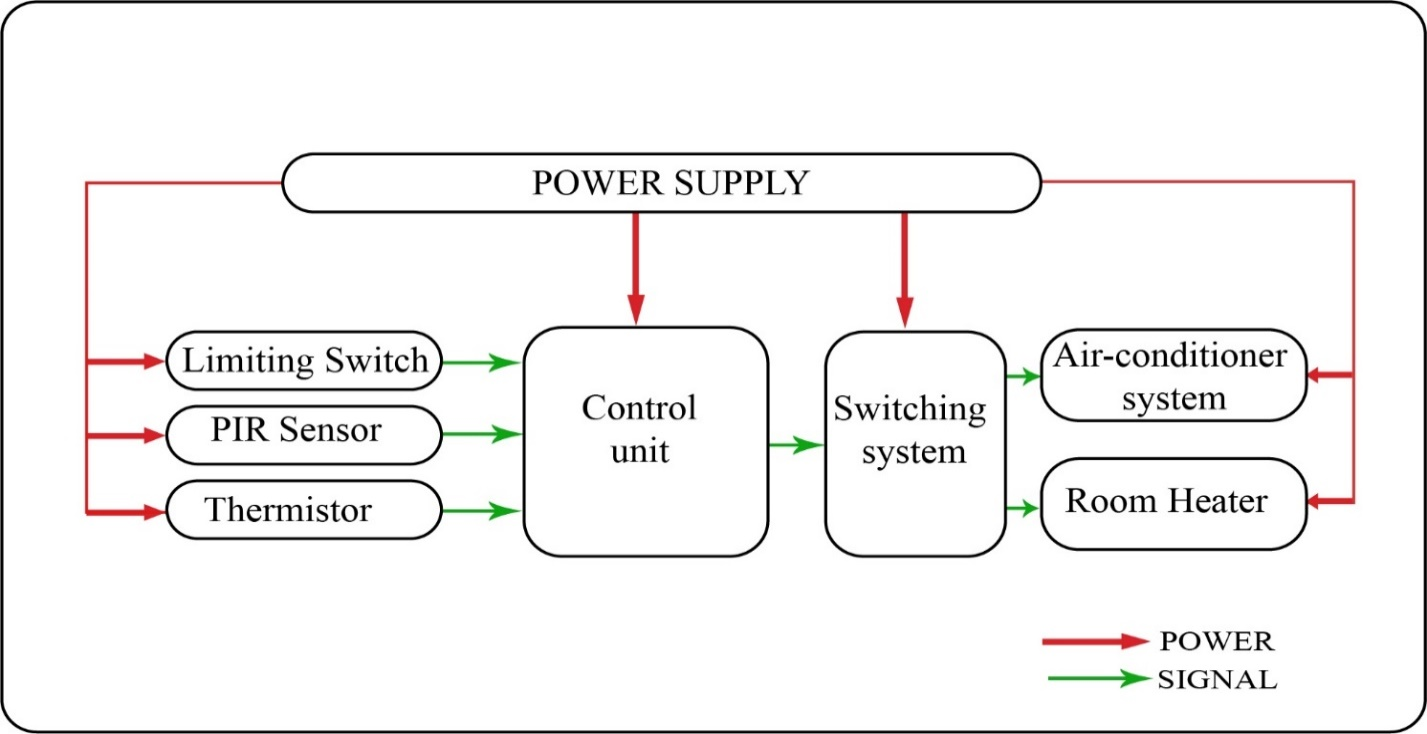 POWER SUPPLY
Limiting Switch
PIR Sensor
Thermistor
Control
unit
Switching
system
Air-conditioner
system
Room Heater
POWER
SIGNAL